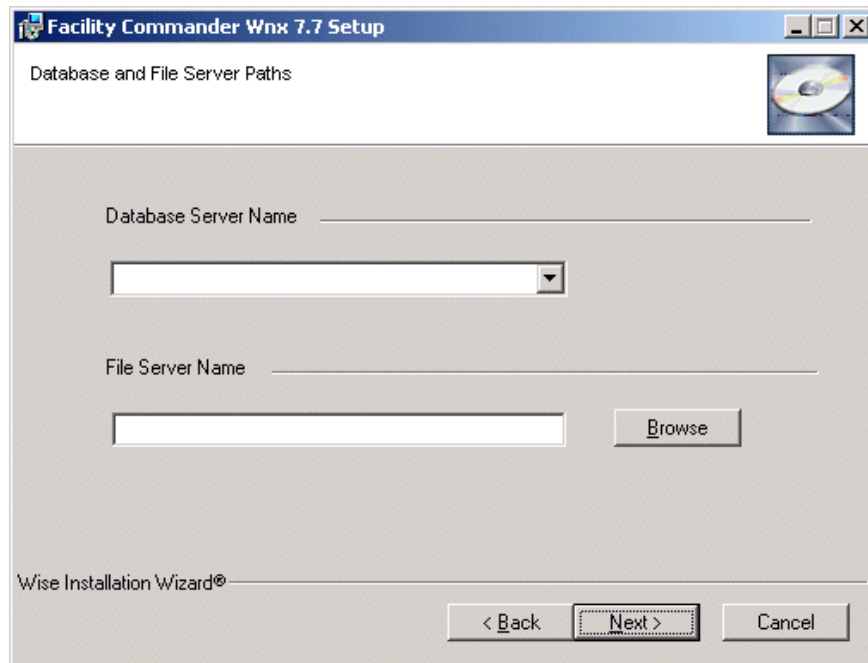 Facility Commander Wnx 7.7 Setup
Database and File Server Paths
Database Server Name
File Server Name
Browse
Wise Installation Wizard®
< Back
Next >
Cancel